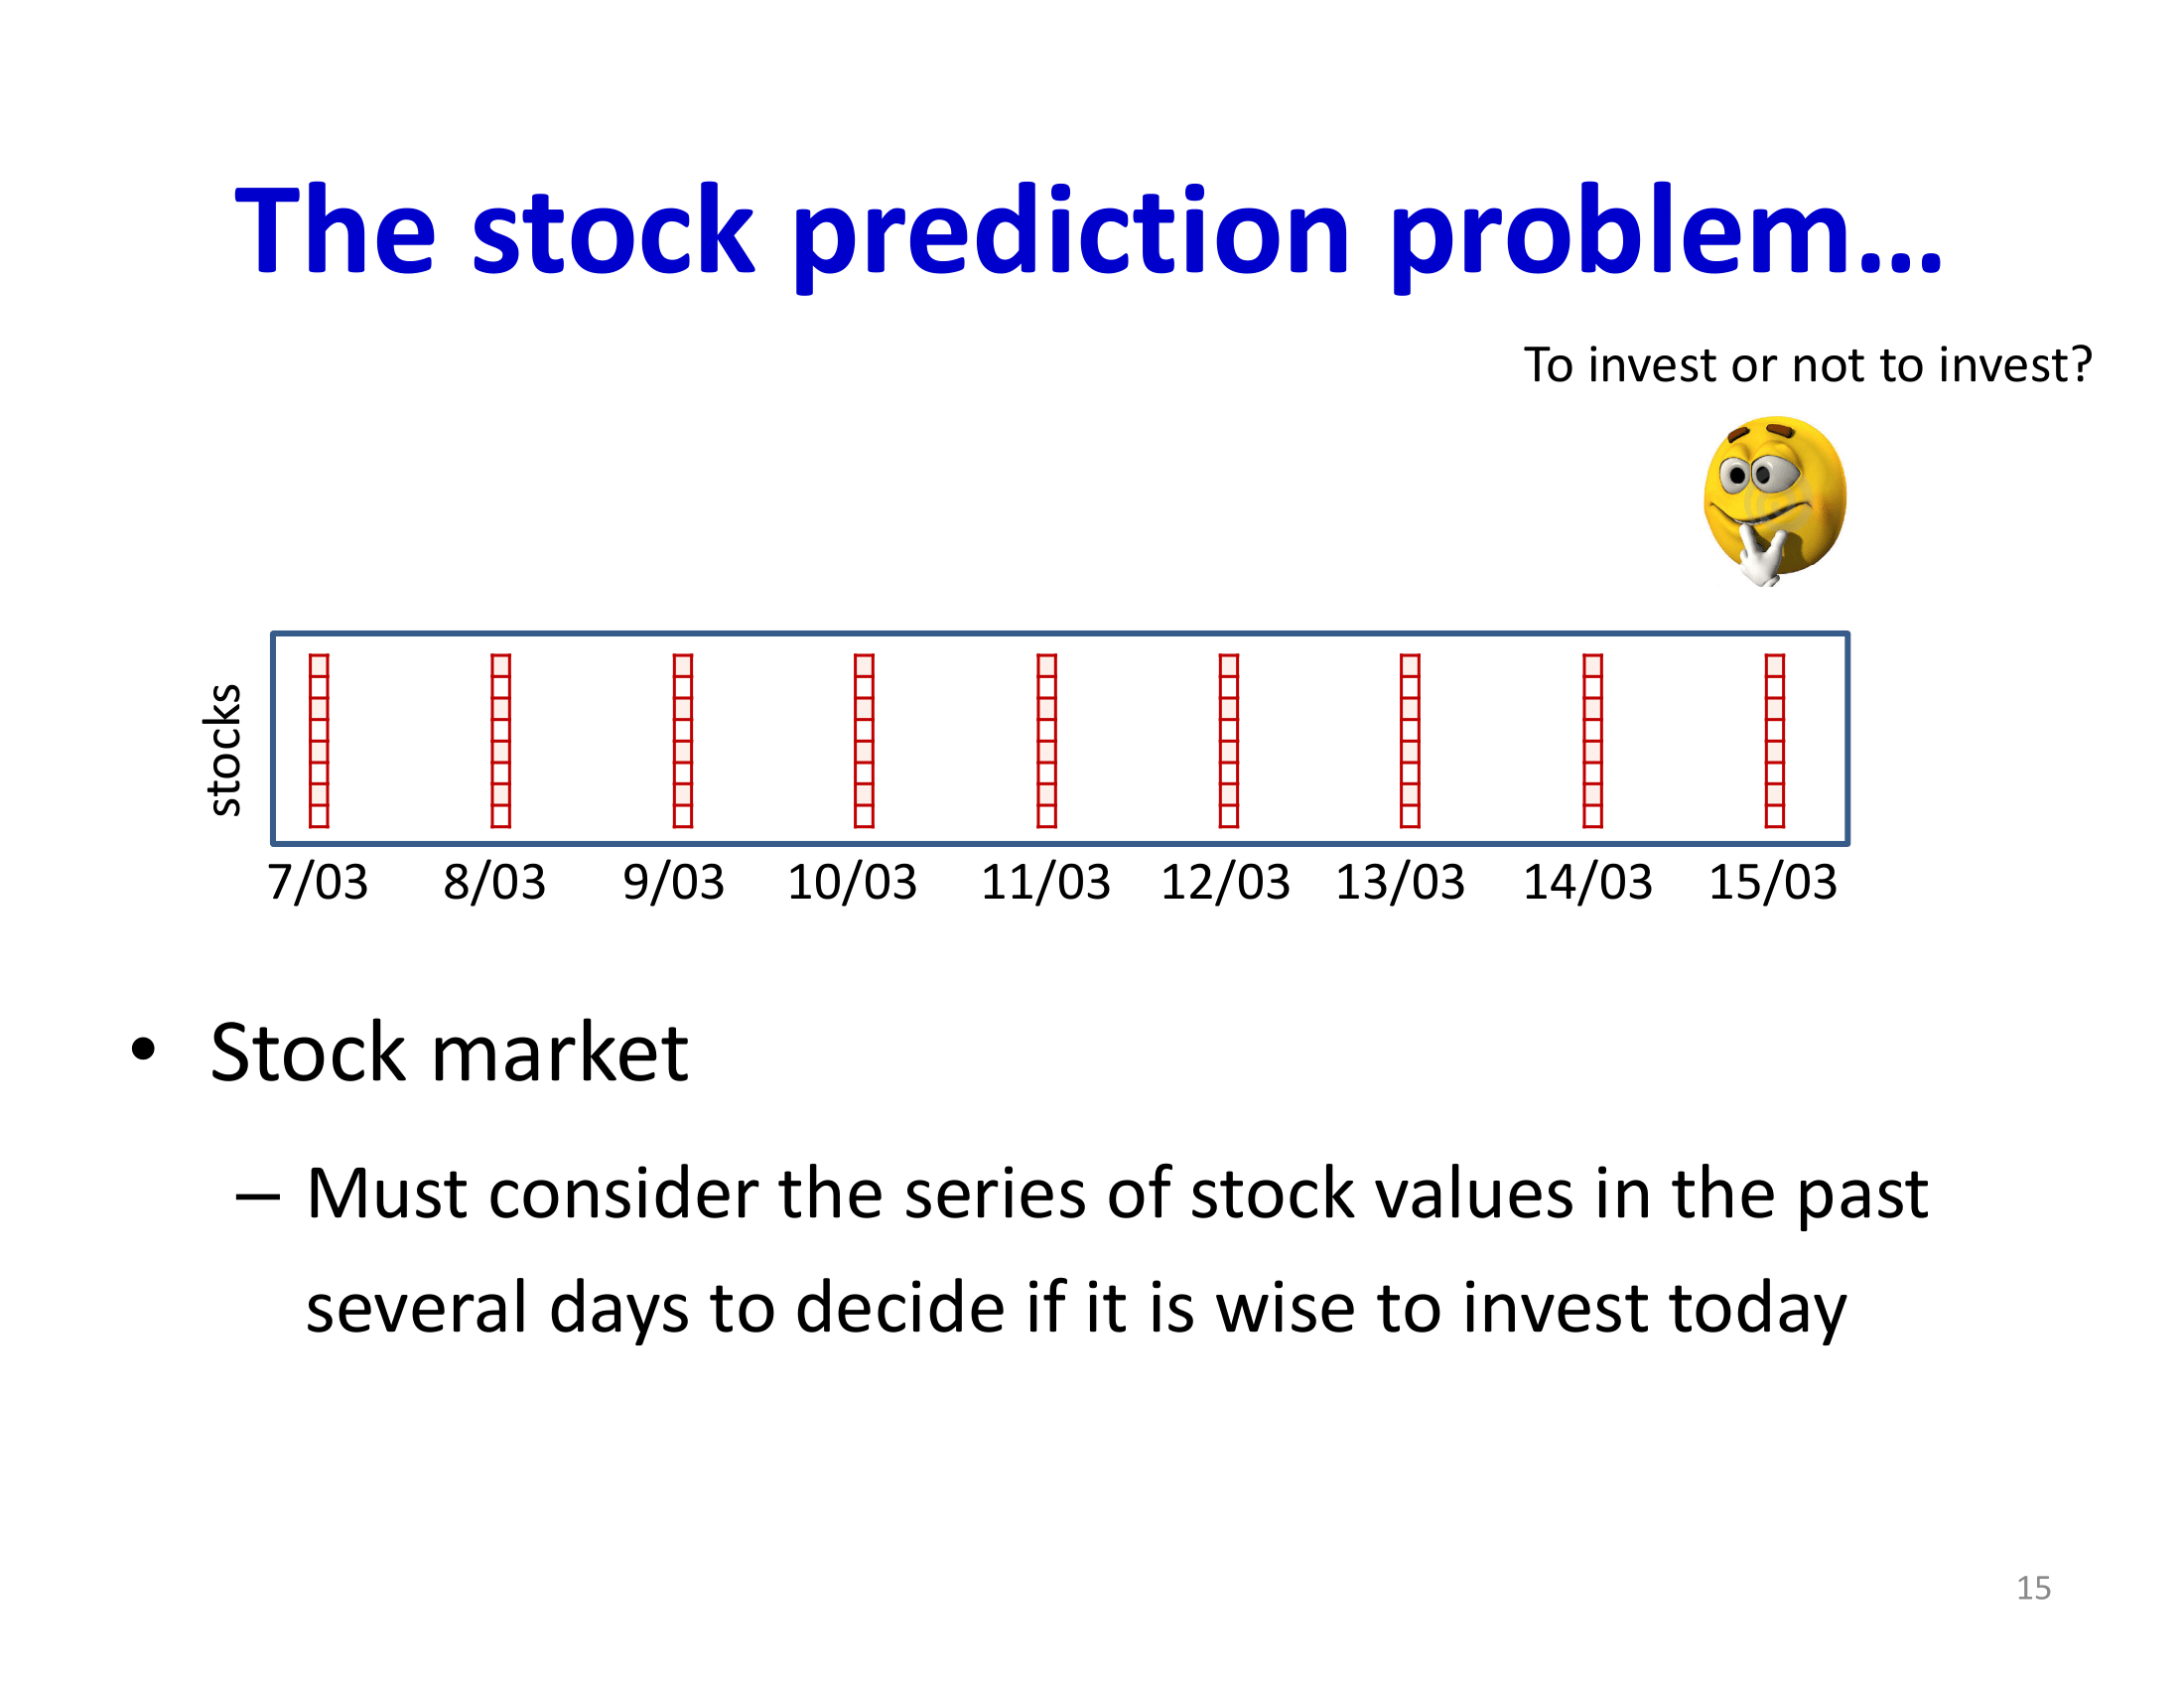 The stock prediction problem…
To invest or not to invest?
stocks
7/03 8/03 9/03 10/03 11/03 12/03 13/03 14/03 15/03
• Stock market
– Must consider the series of stock values in the past
several days to decide if it is wise to invest today
15